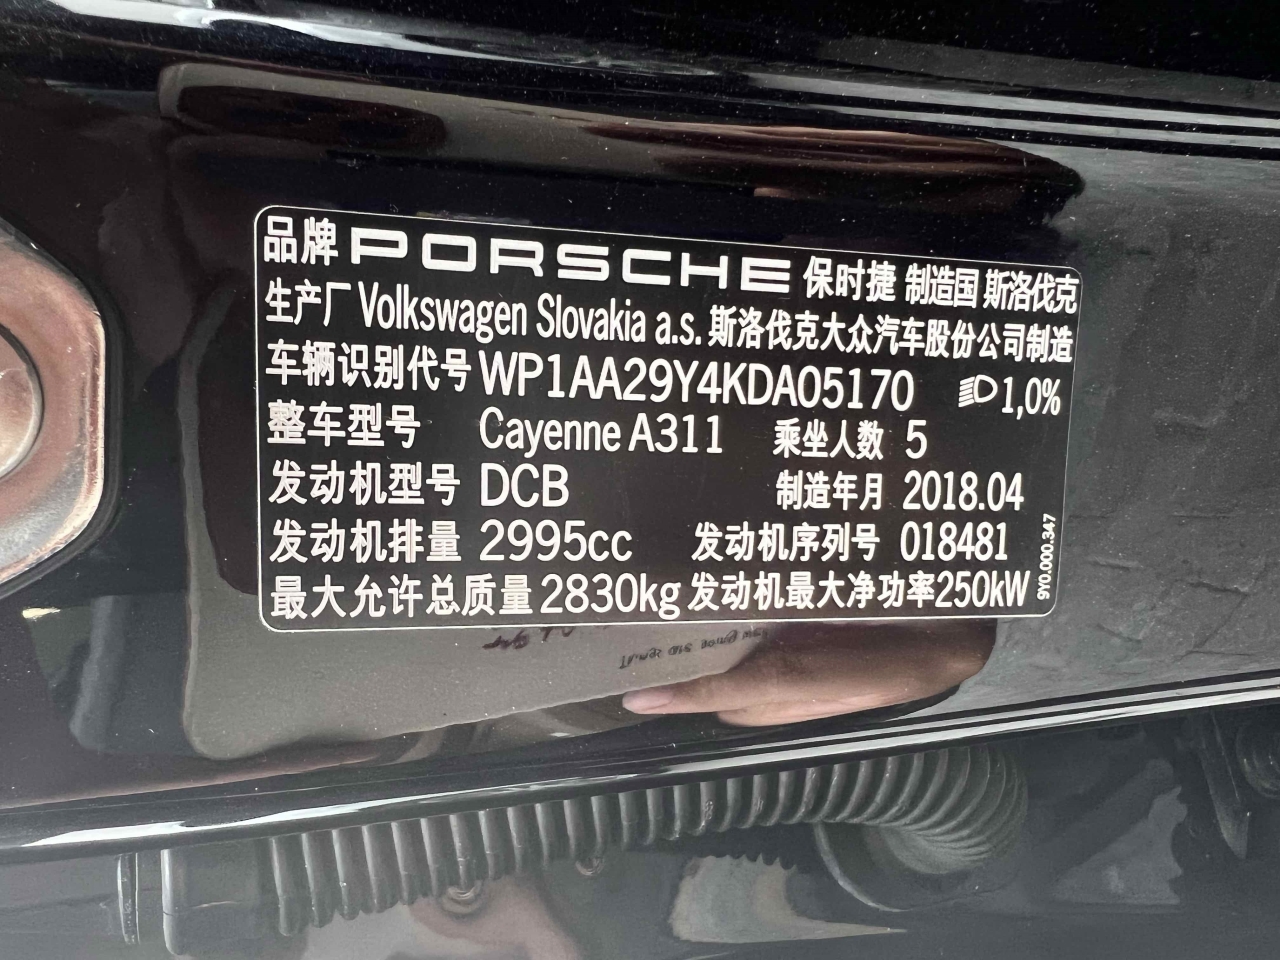 品牌 PORSCHE 保时捷 制造国 斯洛伐克
生产厂 Volkswagen Slovakia a.s. 斯洛伐克大众汽车股份公司制造
车辆识别代号 WP1AA29Y4KDA05170 1,0%
整车型号 Cayenne A311 乘坐人数 5
发动机型号 DCB 制造年月 2018.04
发动机排量 2995cc 发动机序列号 018481
最大允许总质量 2830kg 发动机最大净功率 250kW
9Y0.000.347